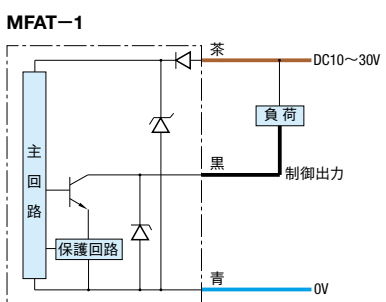 MFAT－1
茶
DC10～30V
負荷
主回路
黒
制御出力
保護回路
青
0V